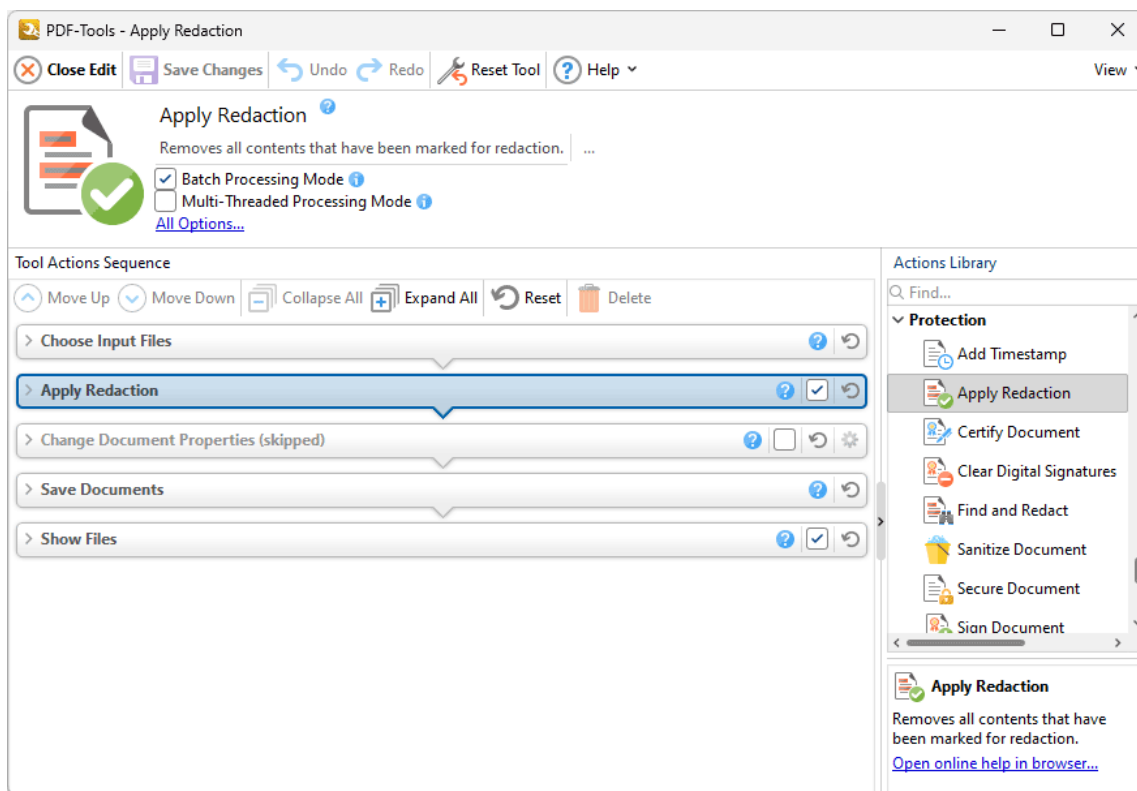 PDF-Tools - Apply Redaction
Close Edit Save Changes Undo Redo Reset Tool Help View
Apply Redaction
Removes all contents that have been marked for redaction. ...
Batch Processing Mode
Multi-Threaded Processing Mode
All Options...
Tool Actions Sequence
Move Up Move Down Collapse All Expand All Reset Delete
Choose Input Files
Apply Redaction
Change Document Properties (skipped)
Save Documents
Show Files
Actions Library
Find...
Protection
Add Timestamp
Apply Redaction
Certify Document
Clear Digital Signatures
Find and Redact
Sanitize Document
Secure Document
Sign Document
Apply Redaction
Removes all contents that have
been marked for redaction.
Open online help in browser...